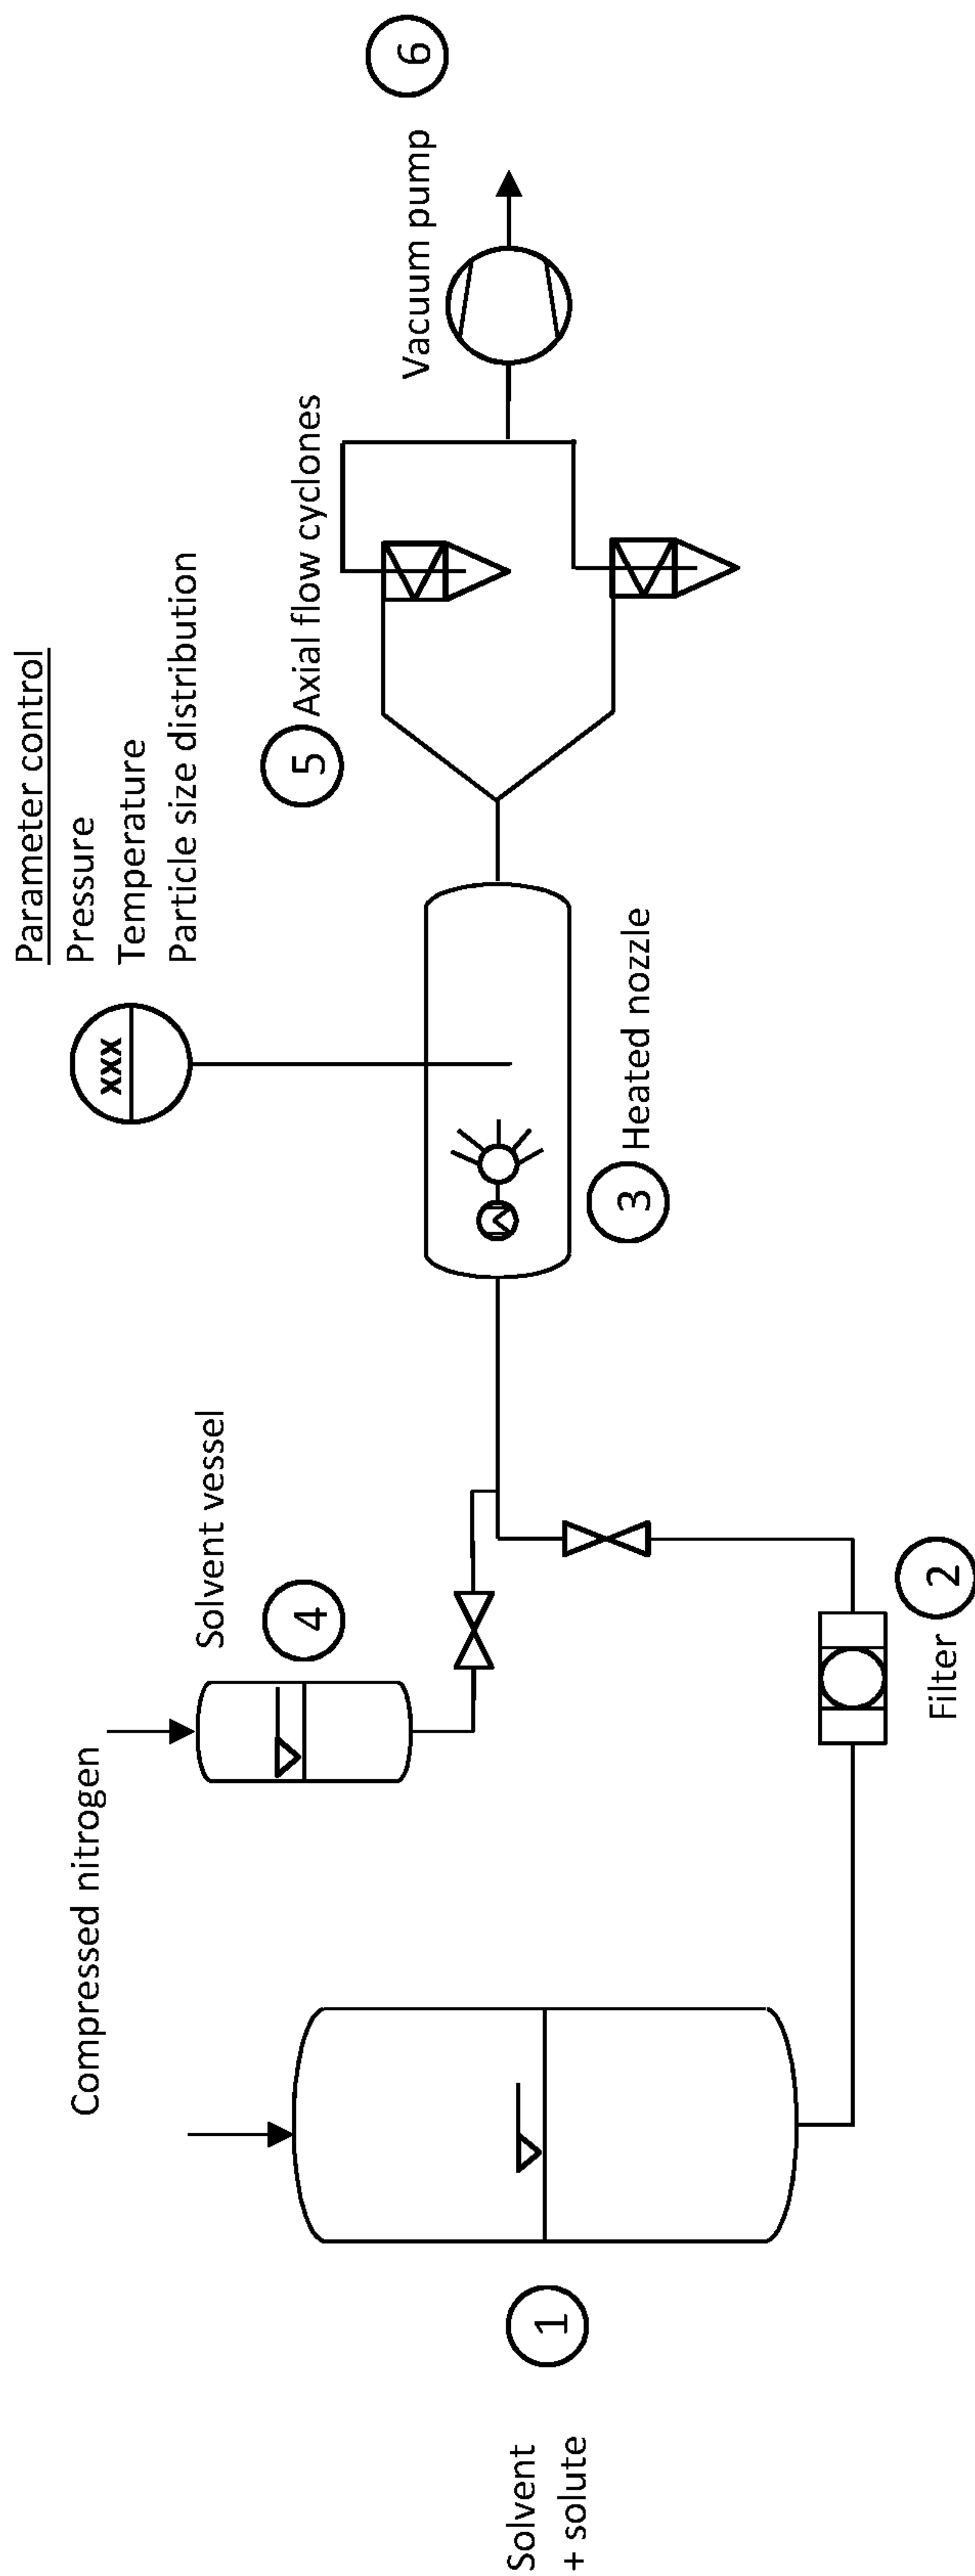 Solvent
+ solute
1
Compressed nitrogen
Solvent vessel
4
Filter
2
3
Heated nozzle
xxx
Parameter control
Pressure
Temperature
Particle size distribution
5
Axial flow cyclones
Vacuum pump
6